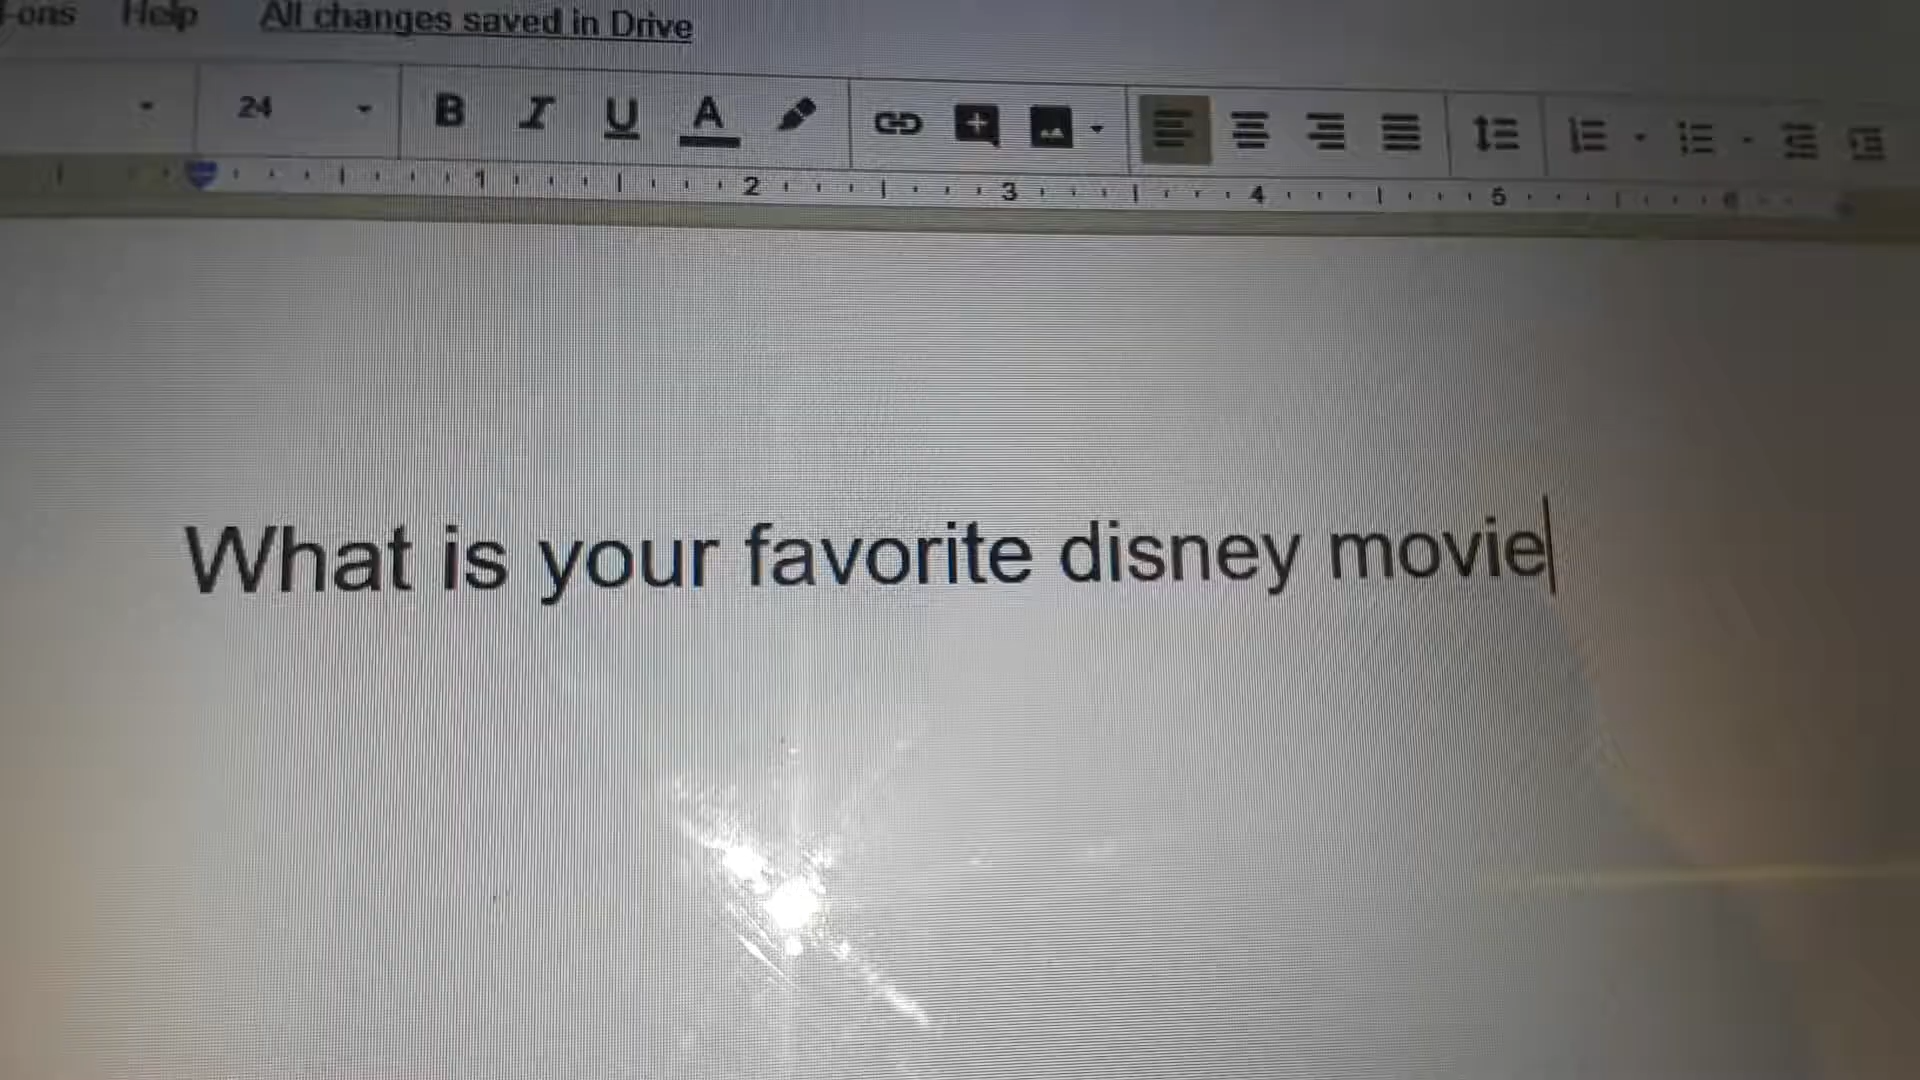 -ons Help All changes saved in Drive
24 B I U A
1 2 3 4 5
What is your favorite disney movie